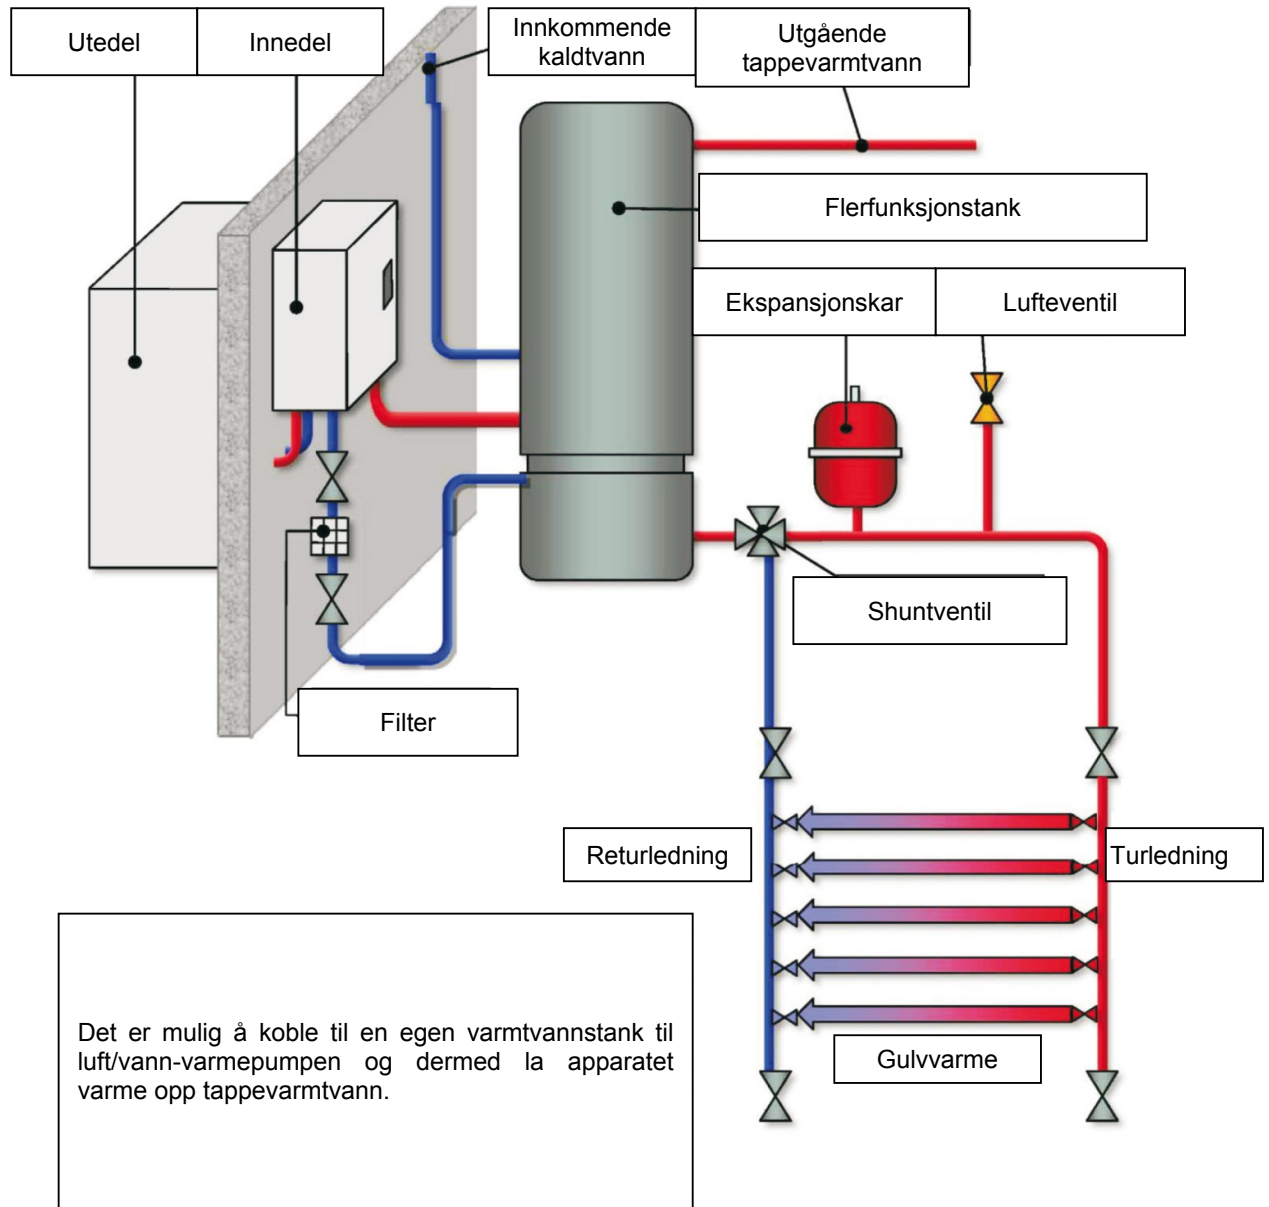 Utedel
Innedel
Innkommende
kaldtvann
Utgående
tappevarmtvann
Flerfunksjonstank
Ekspansjonskar
Lufteventil
Shuntventil
Filter
Returledning
Turledning
Gulvvarme
Det er mulig å koble til en egen varmtvannstank til
luft/vann-varmepumpen og dermed la apparatet
varme opp tappevarmtvann.